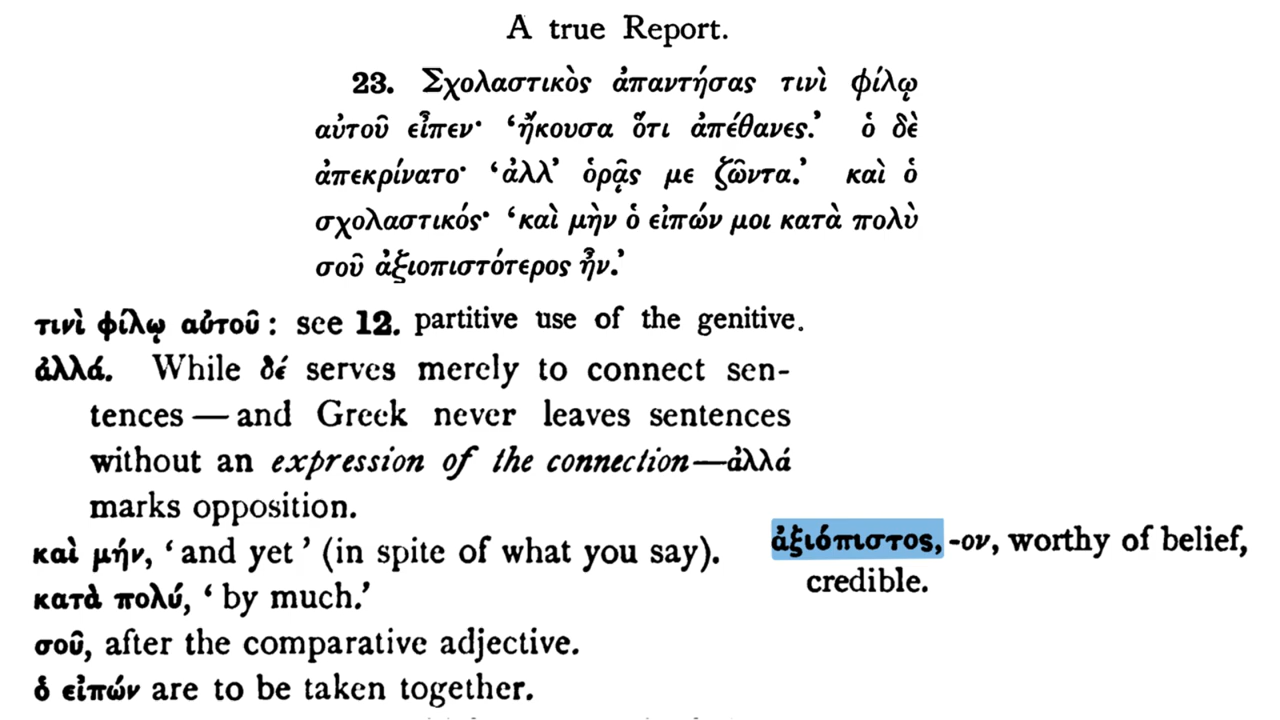 A true Report.
23. Σχολαστικὸς ἀπαντήσας τινὶ φίλῳ
αὐτοῦ εἶπεν· ‘ἤκουσα ὅτι ἀπέθανες.’ ὁ δὲ
ἀπεκρίνατο· ‘ἀλλ’ ὁρᾷς με ζῶντα.’ καὶ ὁ
σχολαστικός· ‘καὶ μὴν ὁ εἰπών μοι κατὰ πολὺ
σοῦ ἀξιοπιστότερος ἦν.’
τινὶ φίλῳ αὐτοῦ: see 12. partitive use of the genitive.
ἀλλά. While δέ serves merely to connect sen-
tences — and Greek never leaves sentences
without an expression of the connection—ἀλλά
marks opposition.
καὶ μήν, ‘and yet’ (in spite of what you say).
κατὰ πολύ, ‘by much.’
σοῦ, after the comparative adjective.
ὁ εἰπών are to be taken together.
ἀξιόπιστος, -ον, worthy of belief,
credible.